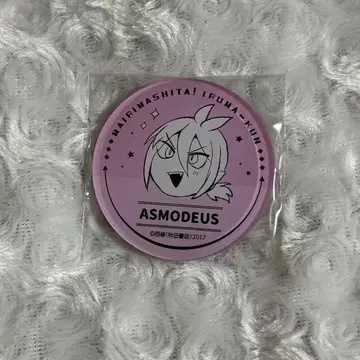 MAIRIMASHITA! IRUMA-KUN
ASMODEUS
©西修(秋田書店)2017